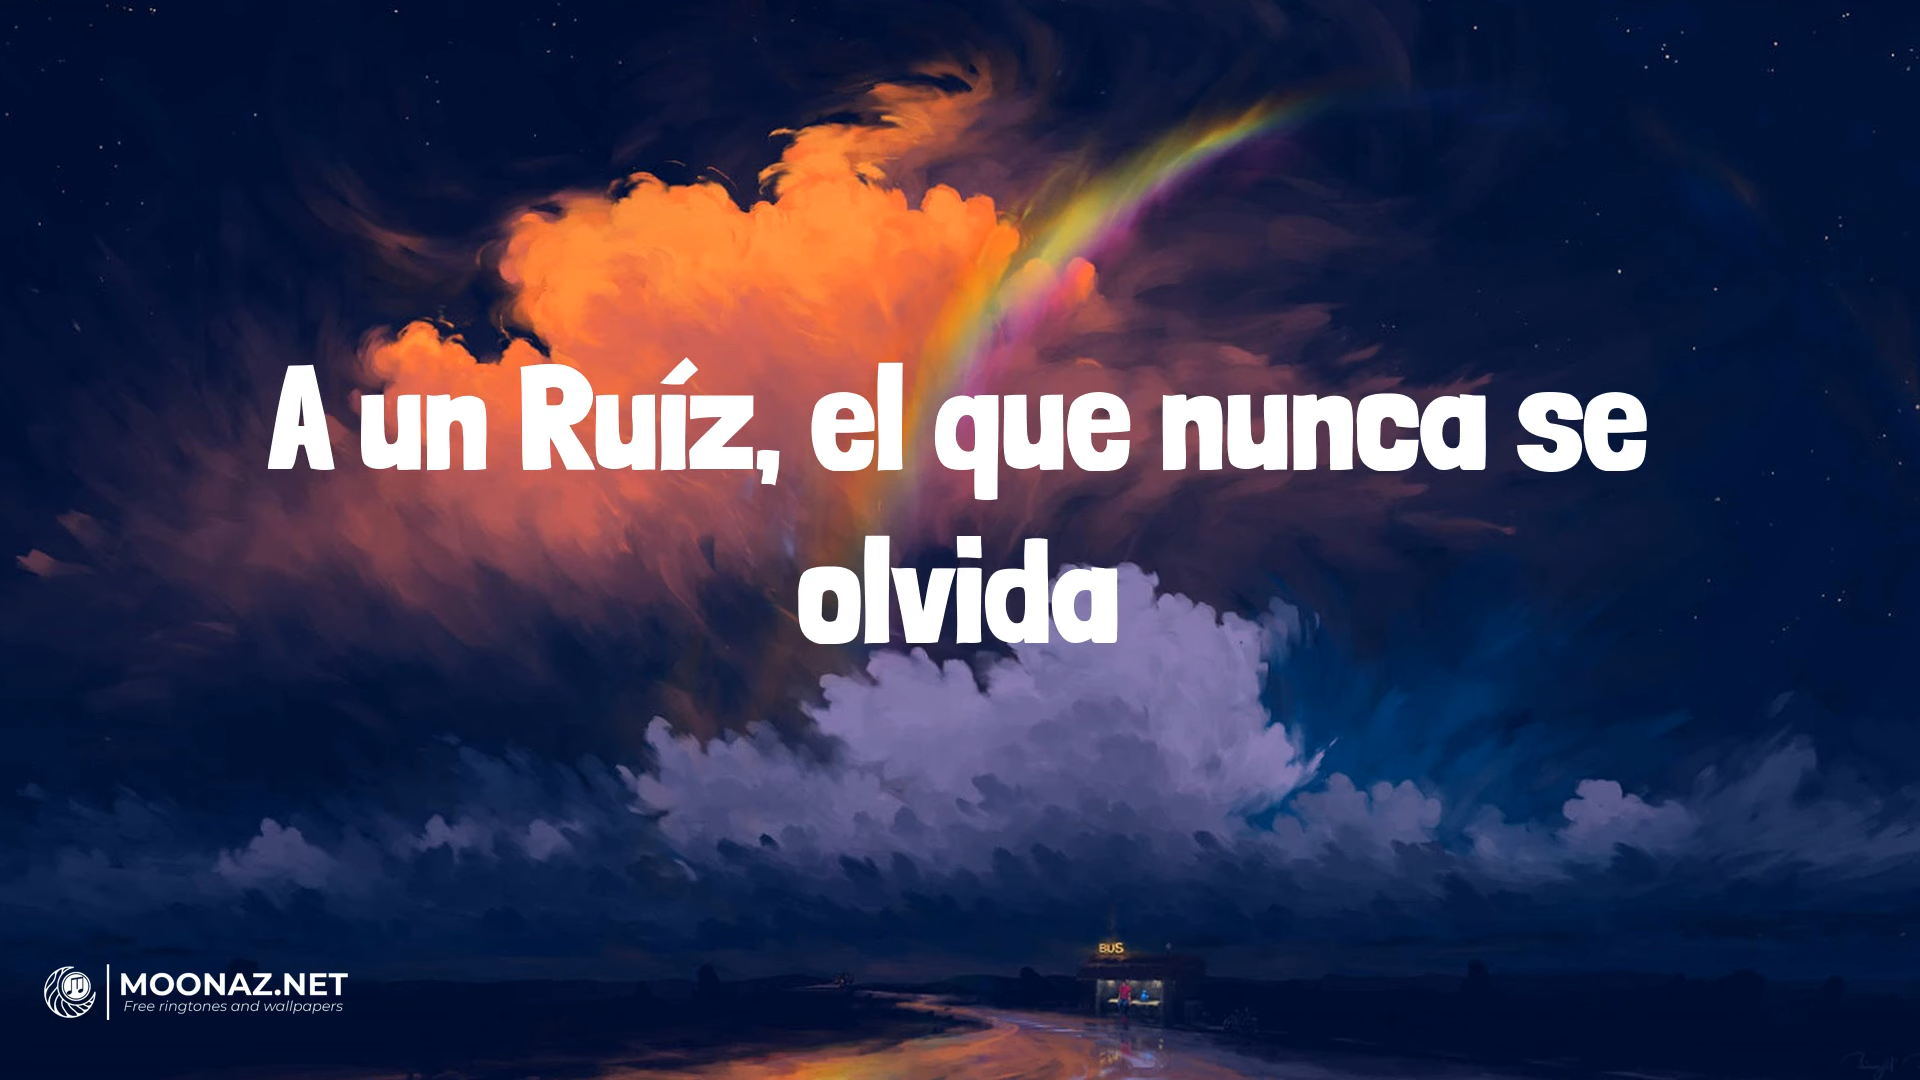 A un Ruíz, el que nunca se
olvida
BUS
MOONAZ.NET
Free ringtones and wallpapers